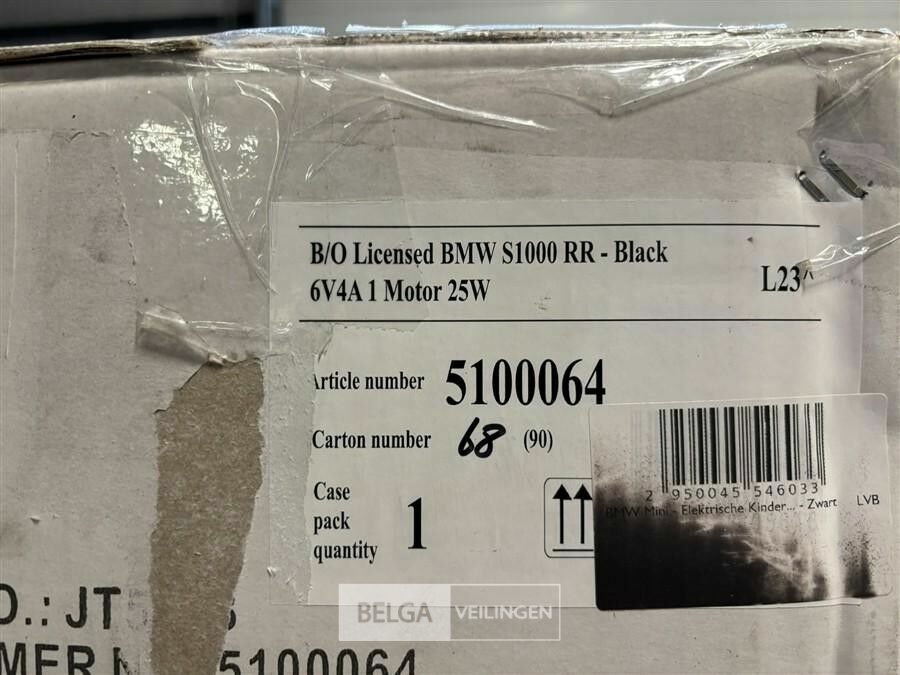 B/O Licensed BMW S1000 RR - Black
6V4A 1 Motor 25W
L23
Article number 5100064
Carton number 68 (90)
Case
pack
quantity 1
2 950045 546033
BMW Mini - Elektrische Kinder... - Zwart LVB
BELGA VEILINGEN
O.: JT
MER 5100064